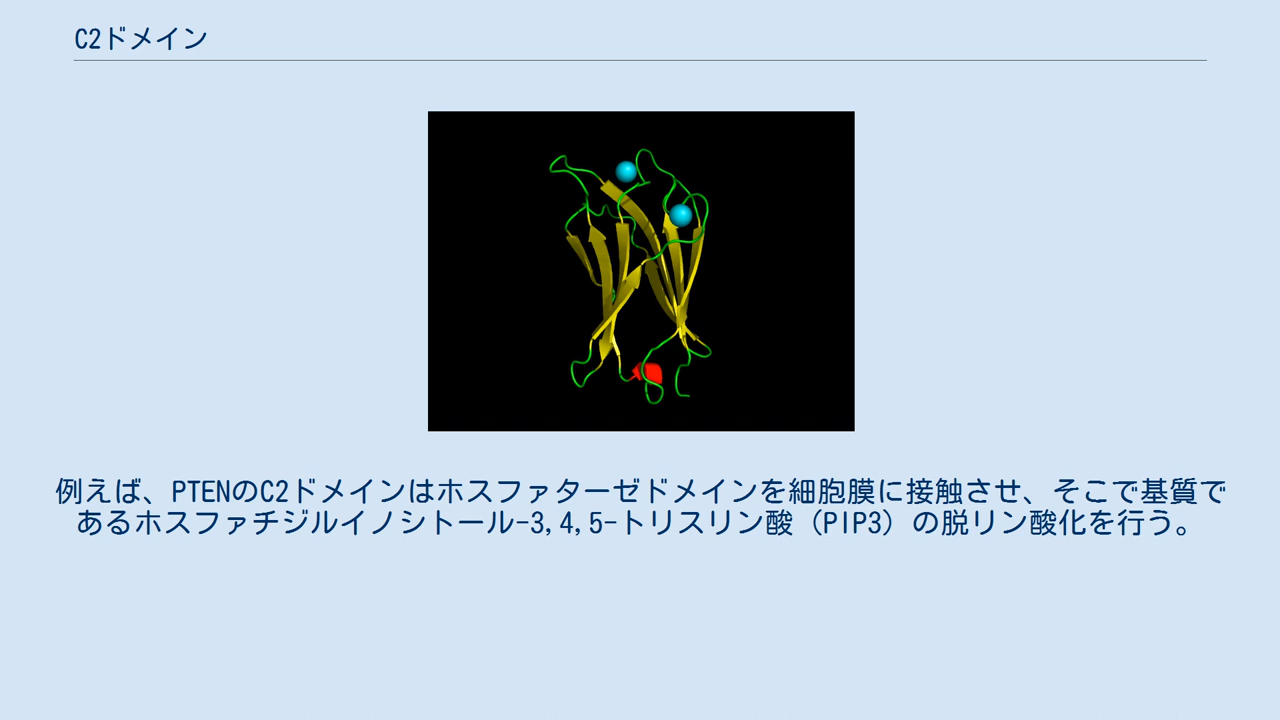 C2ドメイン
例えば、PTENのC2ドメインはホスファターゼドメインを細胞膜に接触させ、そこで基質で
あるホスファチジルイノシトール-3,4,5-トリスリン酸（PIP3）の脱リン酸化を行う。